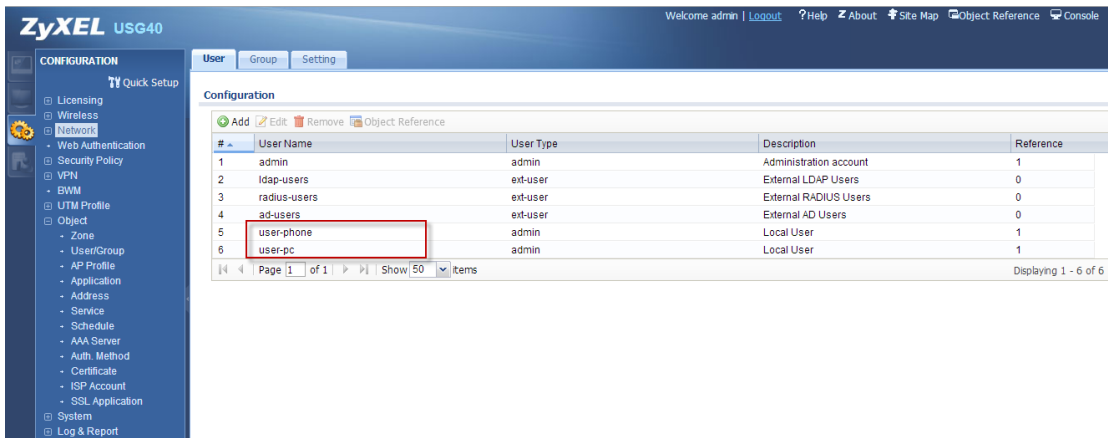 ZyXEL USG40
Welcome admin | Logout ?Help Z About Site Map Object Reference Console
CONFIGURATION
Quick Setup
Licensing
Wireless
Network
Web Authentication
Security Policy
VPN
BWM
UTM Profile
Object
Zone
User/Group
AP Profile
Application
Address
Service
Schedule
AAA Server
Auth. Method
Certificate
ISP Account
SSL Application
System
Log & Report
User Group Setting
Configuration
Add Edit Remove Object Reference
# User Name User Type Description Reference
1 admin admin Administration account 1
2 ldap-users ext-user External LDAP Users 0
3 radius-users ext-user External RADIUS Users 0
4 ad-users ext-user External AD Users 0
5 user-phone admin Local User 1
6 user-pc admin Local User 1
Page 1 of 1 Show 50 items Displaying 1 - 6 of 6